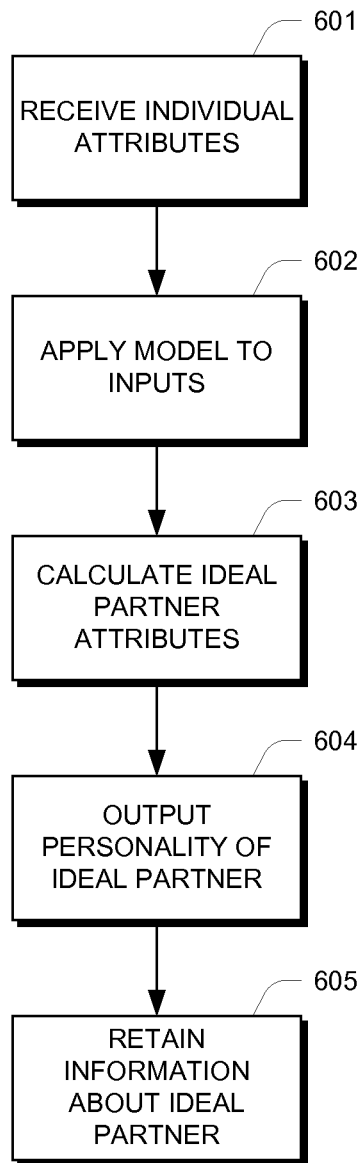 601
RECEIVE INDIVIDUAL
ATTRIBUTES
602
APPLY MODEL TO
INPUTS
603
CALCULATE IDEAL
PARTNER
ATTRIBUTES
604
OUTPUT
PERSONALITY OF
IDEAL PARTNER
605
RETAIN
INFORMATION
ABOUT IDEAL
PARTNER